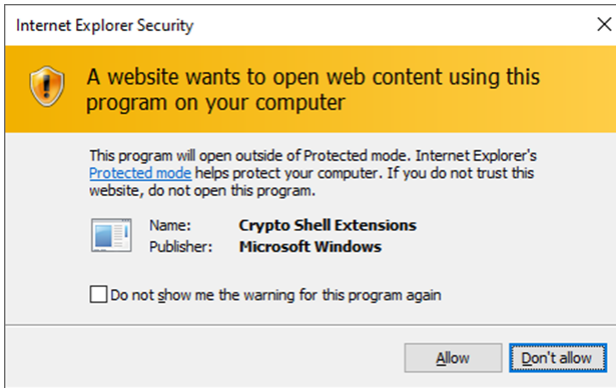 Internet Explorer Security
A website wants to open web content using this
program on your computer
This program will open outside of Protected mode. Internet Explorer's
Protected mode helps protect your computer. If you do not trust this
website, do not open this program.
Name: Crypto Shell Extensions
Publisher: Microsoft Windows
Do not show me the warning for this program again
Allow Don't allow